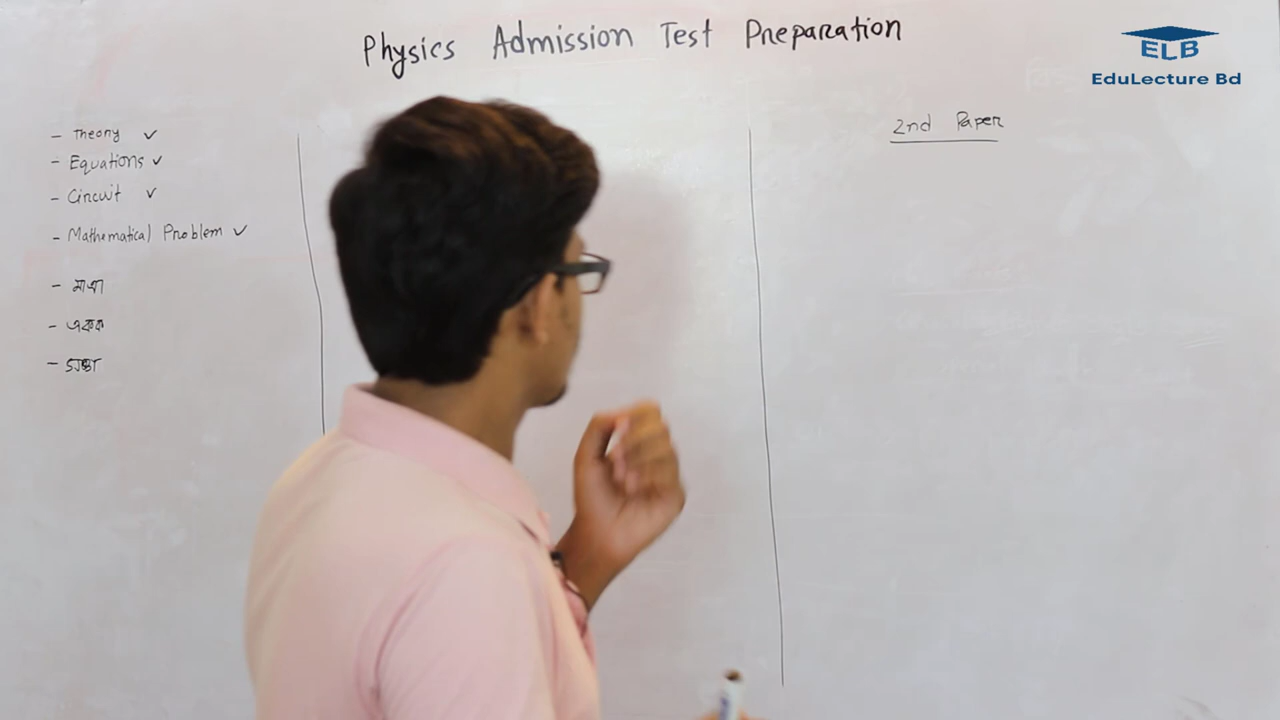 Physics Admission Test Preparation
ELB
EduLecture Bd
- Theory ✓
- Equations ✓
- Circuit ✓
- Mathematical Problem ✓
- মাত্রা
- একক
- সংজ্ঞা
2nd Paper